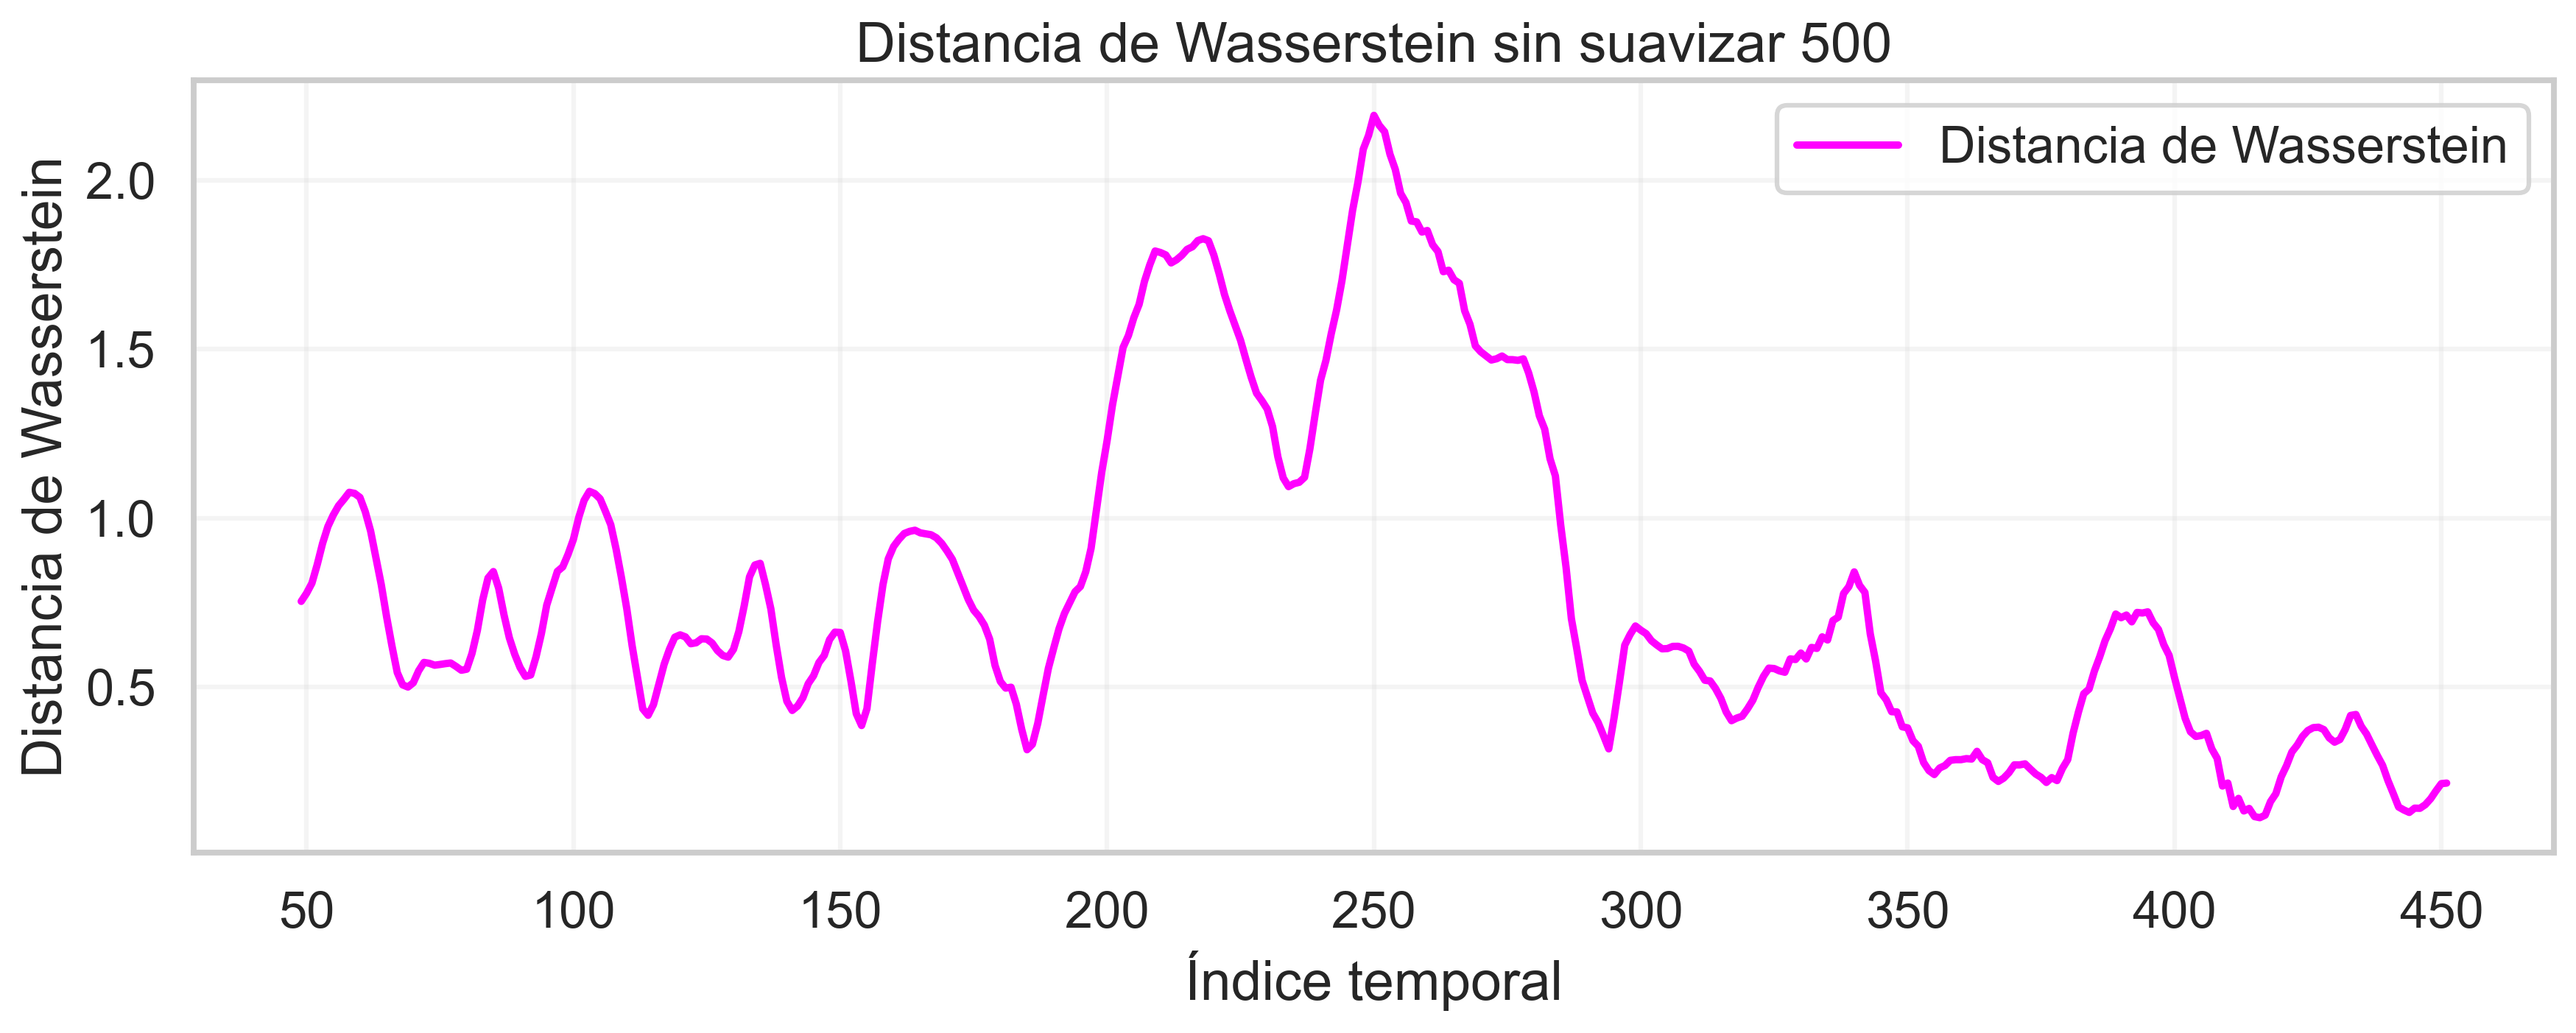 Distancia de Wasserstein sin suavizar 500
Distancia de Wasserstein
Distancia de Wasserstein
2.0
1.5
1.0
0.5
50 100 150 200 250 300 350 400 450
Índice temporal